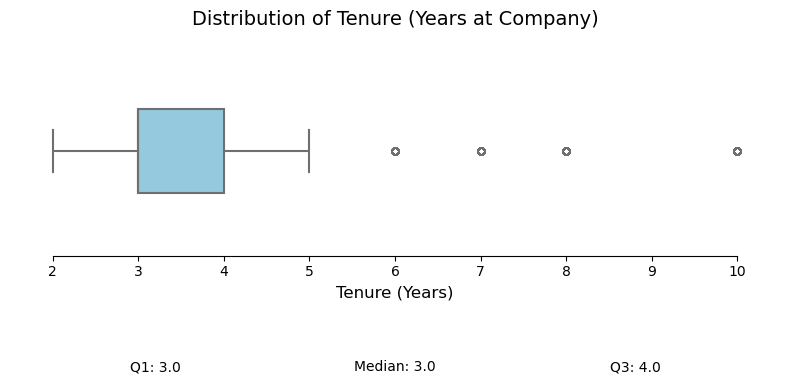 Distribution of Tenure (Years at Company)
2 3 4 5 6 7 8 9 10
Tenure (Years)
Q1: 3.0 Median: 3.0 Q3: 4.0